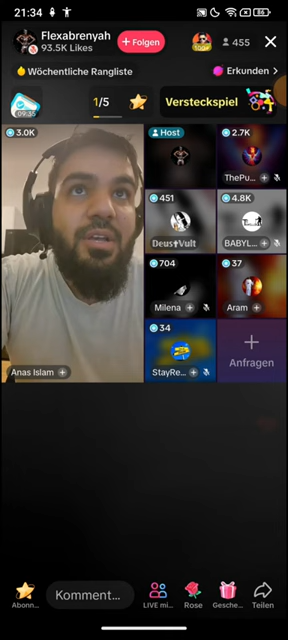 21:34
86
Flexabrenyah
93.5K Likes
+ Folgen
455
Wöchentliche Rangliste
Erkunden >
09:35
1/5
Versteckspiel
3.0K
Host
2.7K
ThePu...
451
Deus†Vult
4.8K
BABYL...
704
Milena
37
Aram
34
StayRe...
Anfragen
Anas Islam
Abonn...
Komment...
LIVE mi...
Rose
Gesche...
Teilen